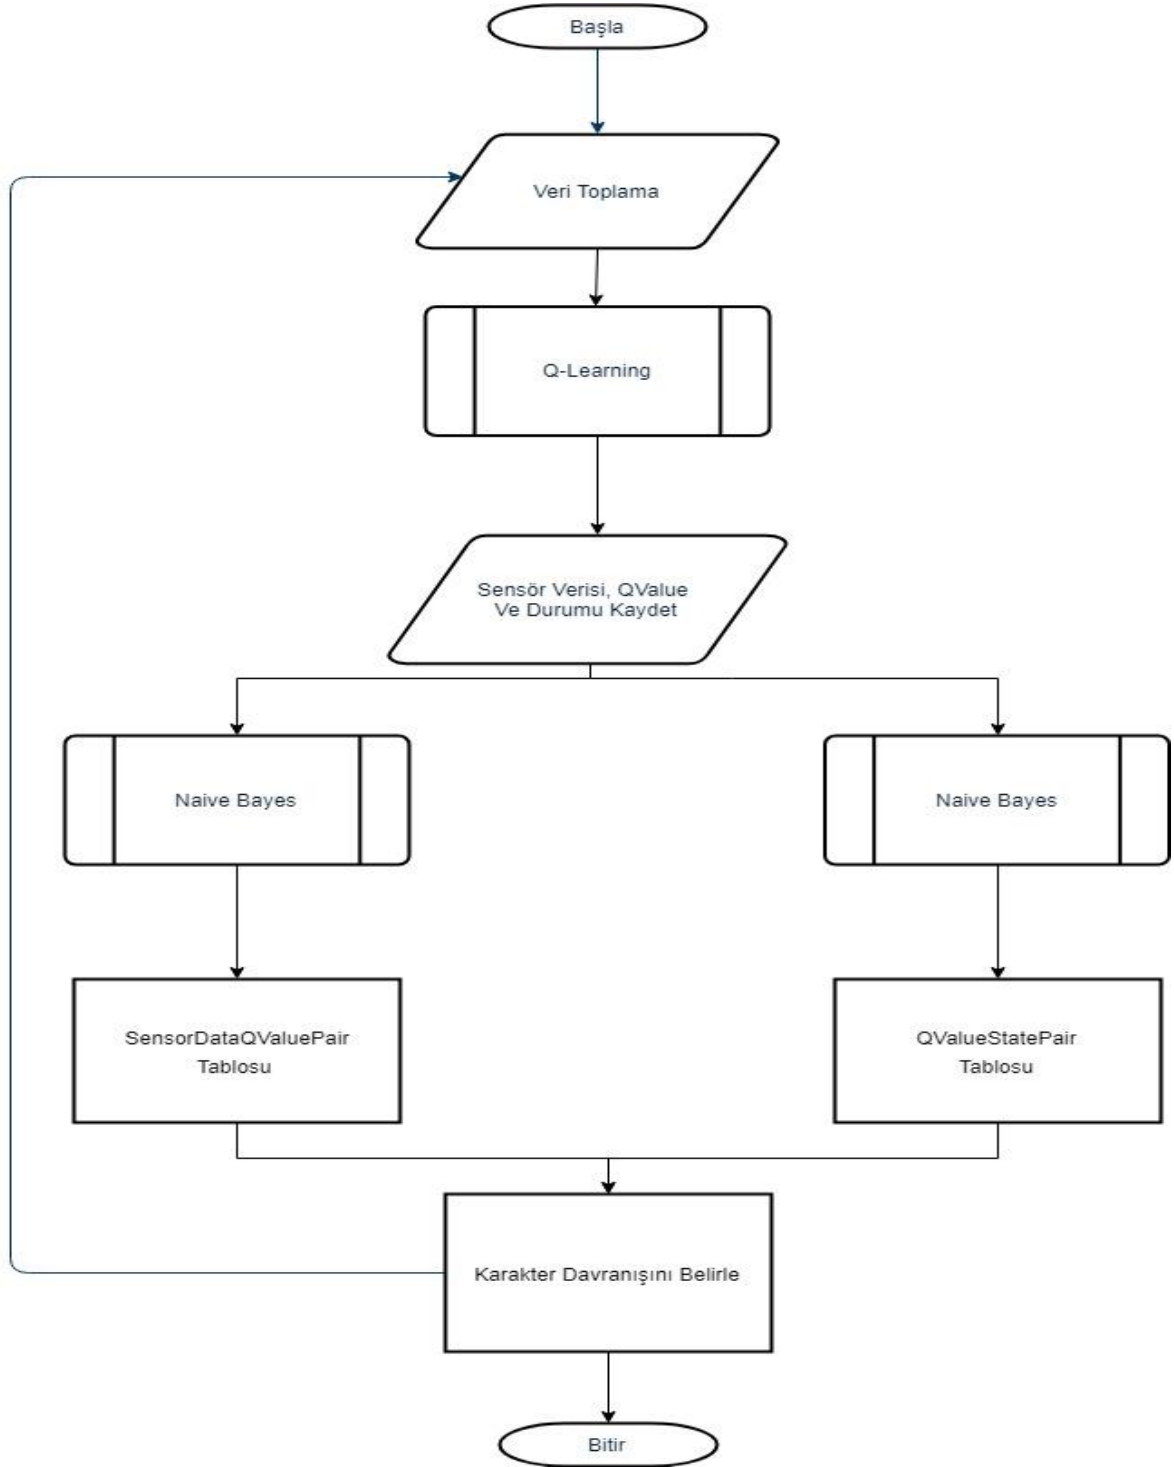 Başla
Veri Toplama
Q-Learning
Sensör Verisi, QValue
Ve Durumu Kaydet
Naive Bayes
Naive Bayes
SensorDataQValuePair
Tablosu
QValueStatePair
Tablosu
Karakter Davranışını Belirle
Bitir